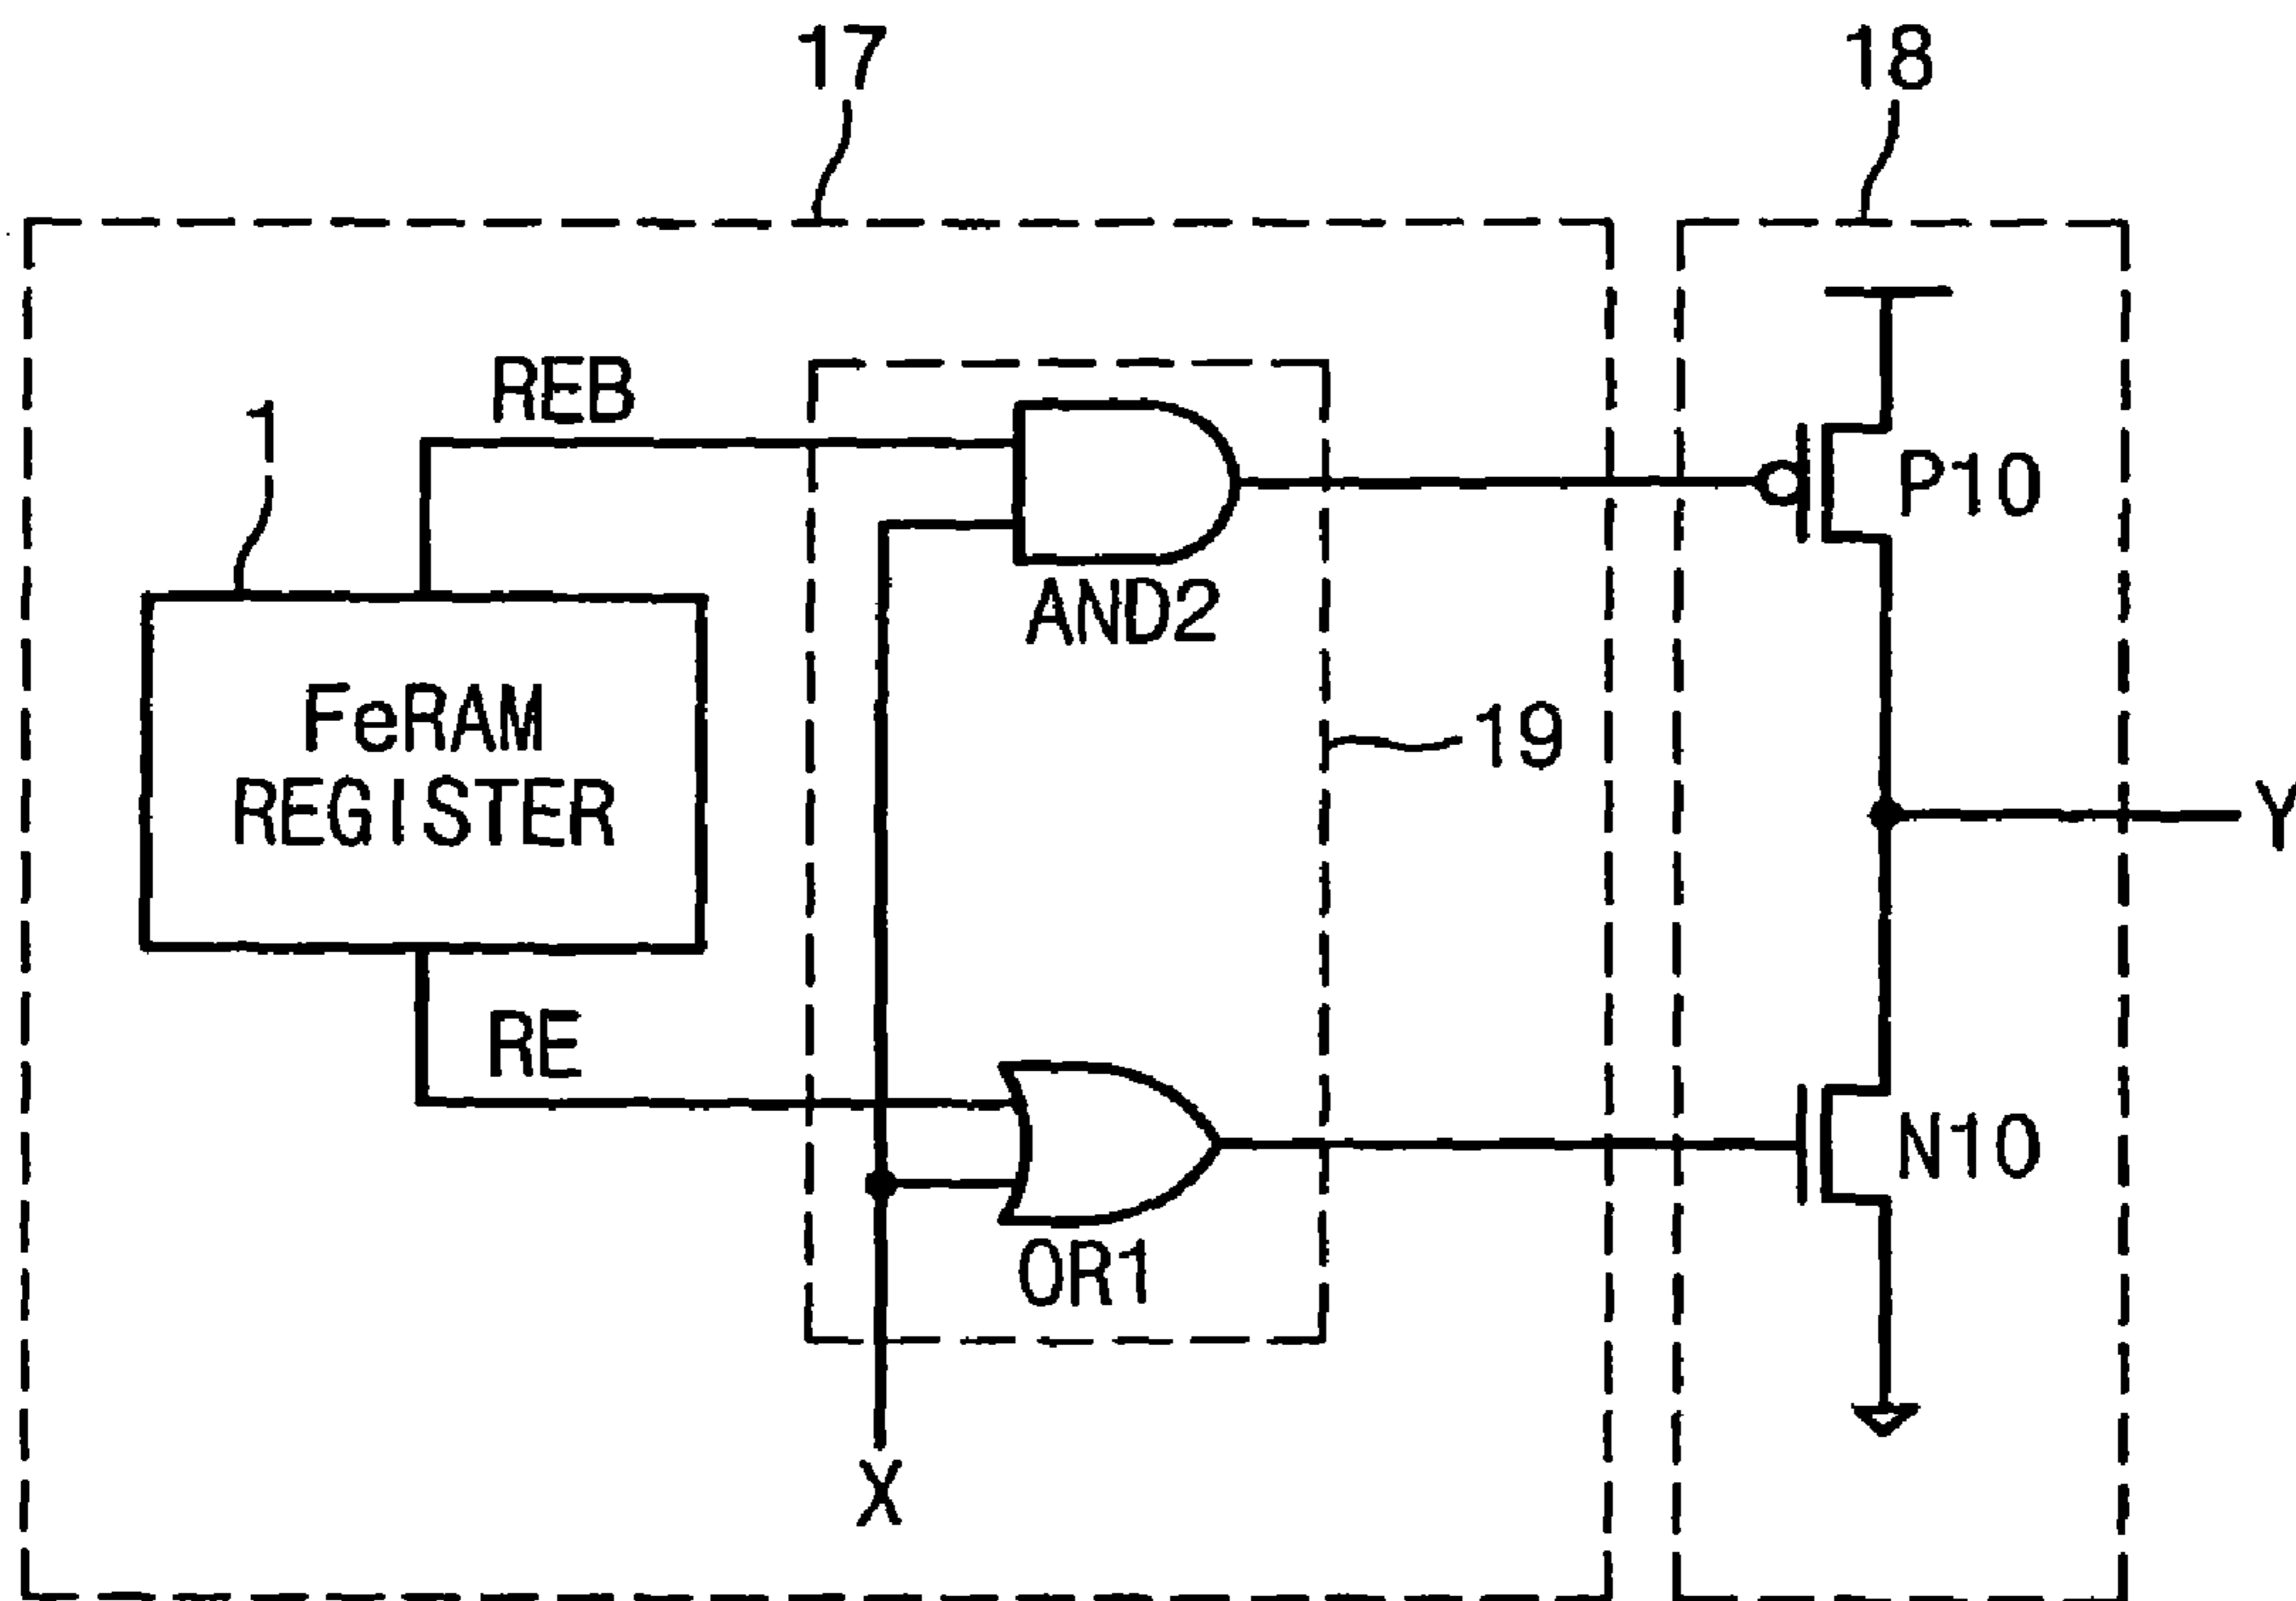 17
18
REB
1
P10
AND2
FeRAM
REGISTER
19
Y
RE
N10
OR1
X